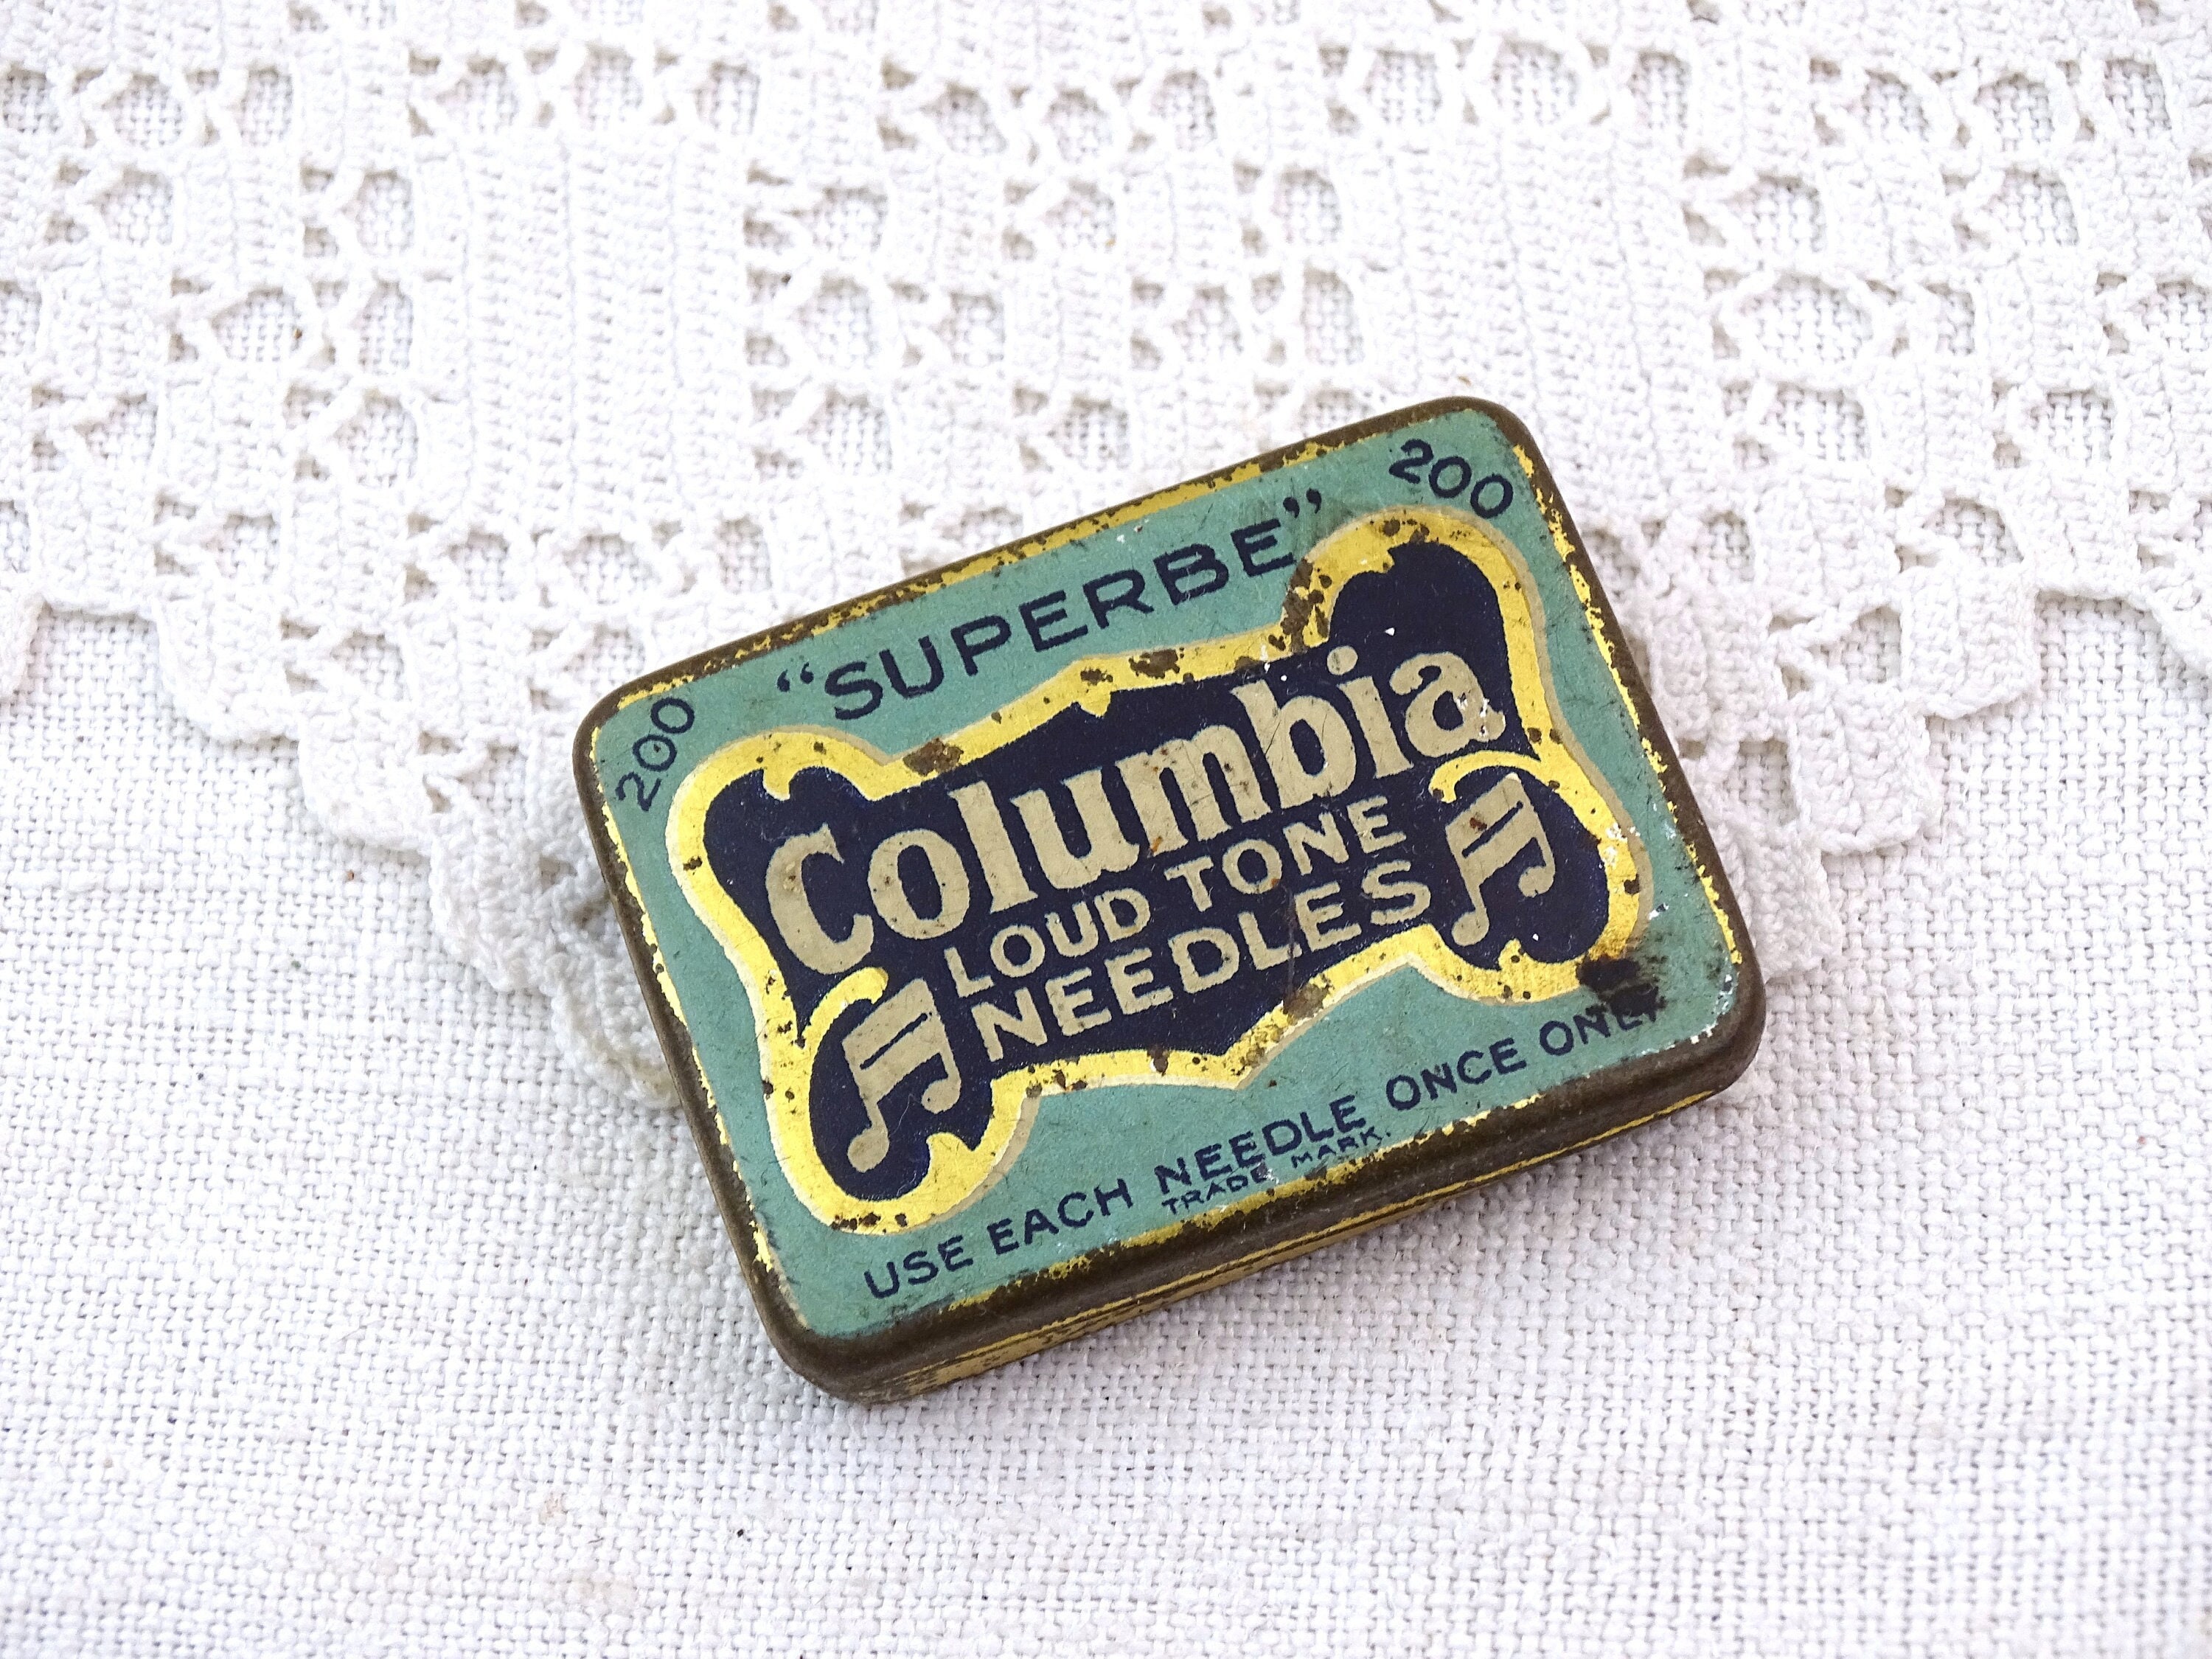 200 "SUPERBE" 200
Columbia
LOUD TONE
NEEDLES
USE EACH NEEDLE ONCE ONLY
TRADE MARK.